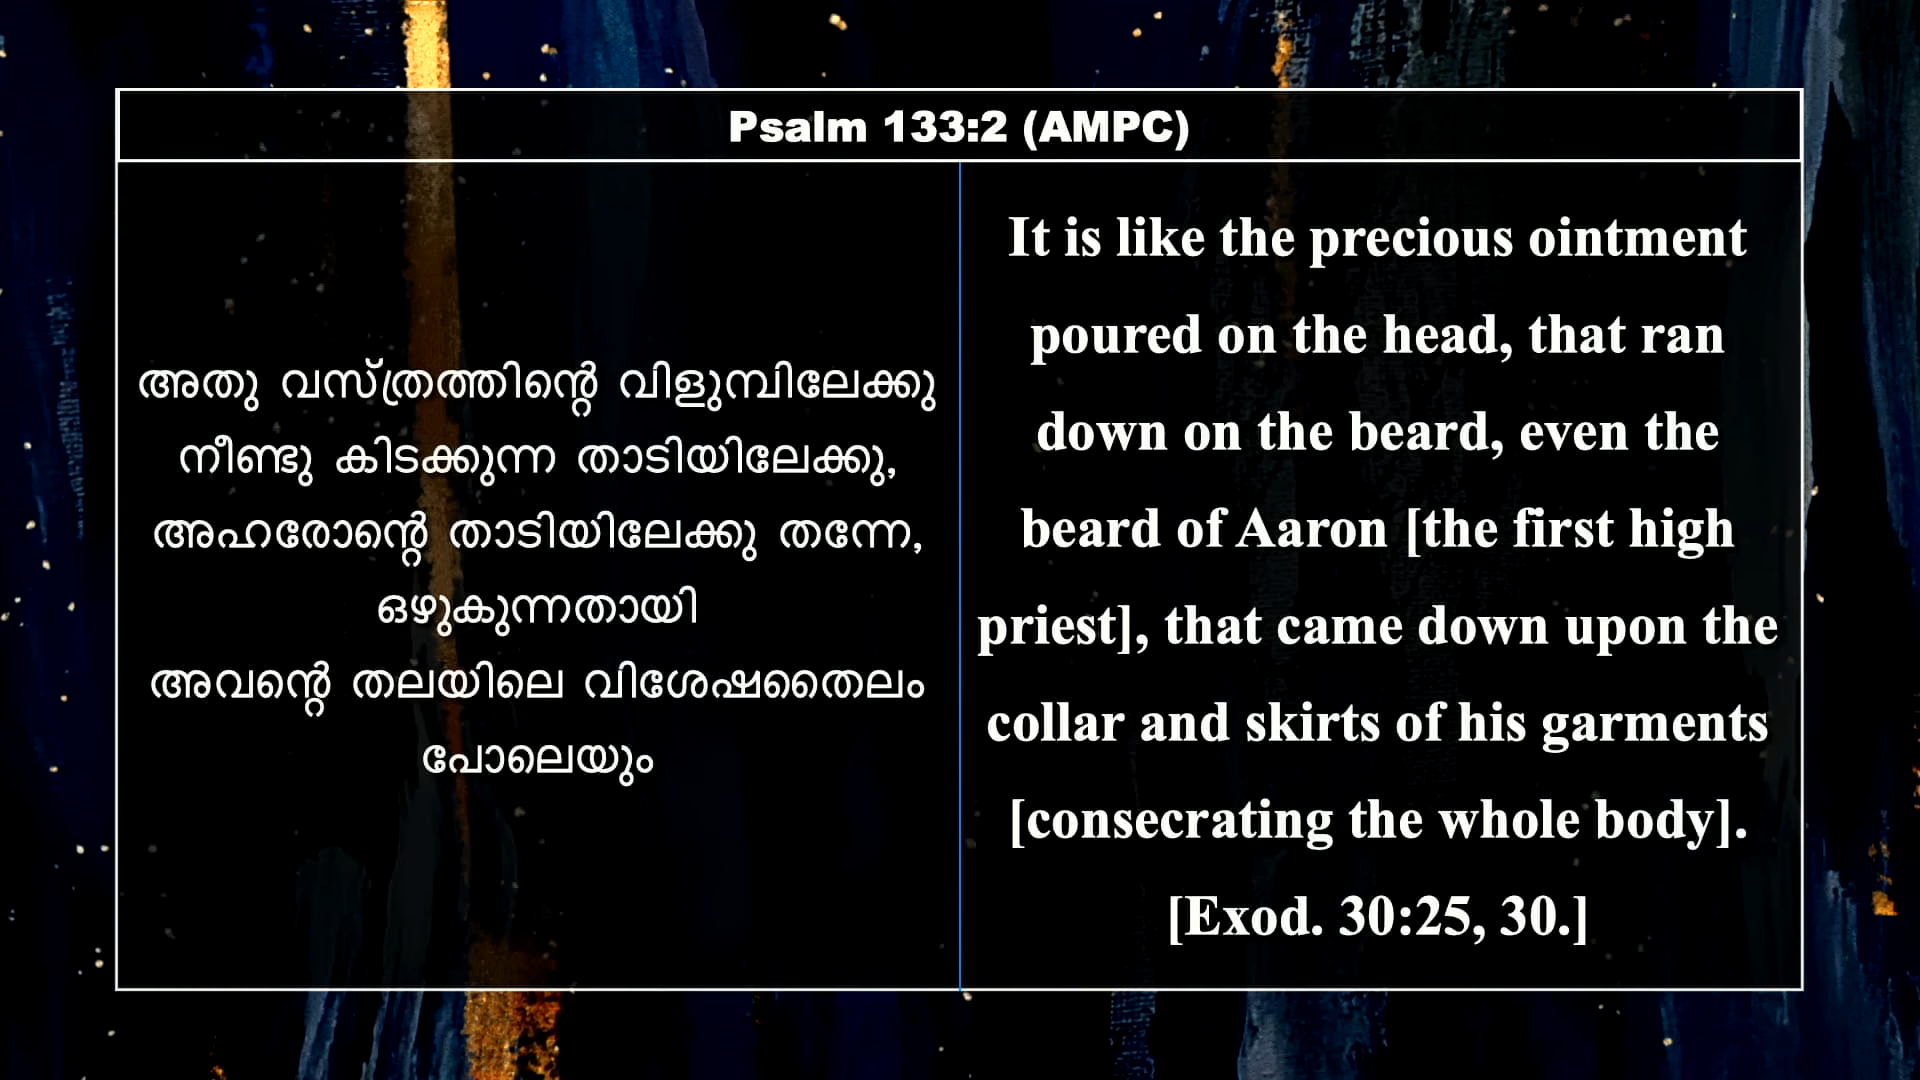 Psalm 133:2 (AMPC)
അതു വസ്ത്രത്തിന്റെ വിളുമ്പിലേക്കു
നീണ്ടു കിടക്കുന്ന താടിയിലേക്കു,
അഹരോന്റെ താടിയിലേക്കു തന്നേ,
ഒഴുകുന്നതായി
അവന്റെ തലയിലെ വിശേഷതൈലം
പോലെയും
It is like the precious ointment
poured on the head, that ran
down on the beard, even the
beard of Aaron [the first high
priest], that came down upon the
collar and skirts of his garments
[consecrating the whole body].
[Exod. 30:25, 30.]